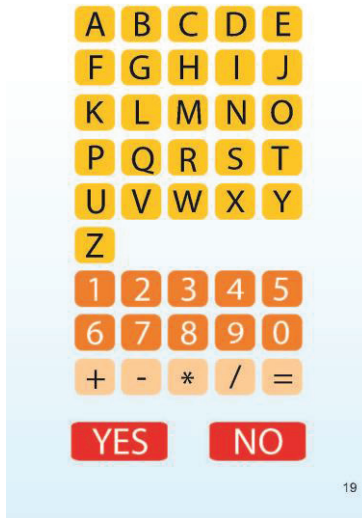 A B C D E
F G H I J
K L M N O
P Q R S T
U V W X Y
Z
1 2 3 4 5
6 7 8 9 0
+ - * / =
YES NO
19